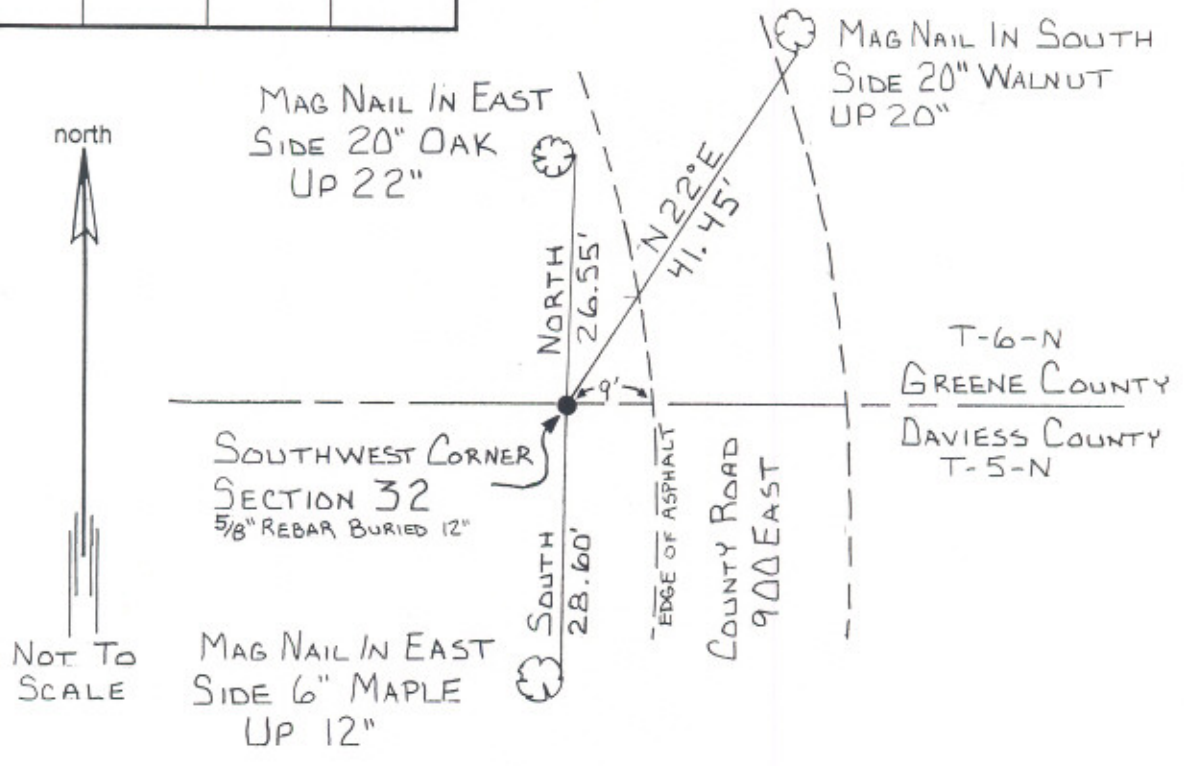 north
NOT TO
SCALE
MAG NAIL IN EAST
SIDE 20" OAK
UP 22"
MAG NAIL IN SOUTH
SIDE 20" WALNUT
UP 20"
NORTH
26.55'
N 22° E
41.45'
9'
T-6-N
GREENE COUNTY
DAVIESS COUNTY
T-5-N
SOUTHWEST CORNER
SECTION 32
5/8" REBAR BURIED 12"
EDGE OF ASPHALT
COUNTY ROAD
900 EAST
SOUTH
28.60'
MAG NAIL IN EAST
SIDE 6" MAPLE
UP 12"